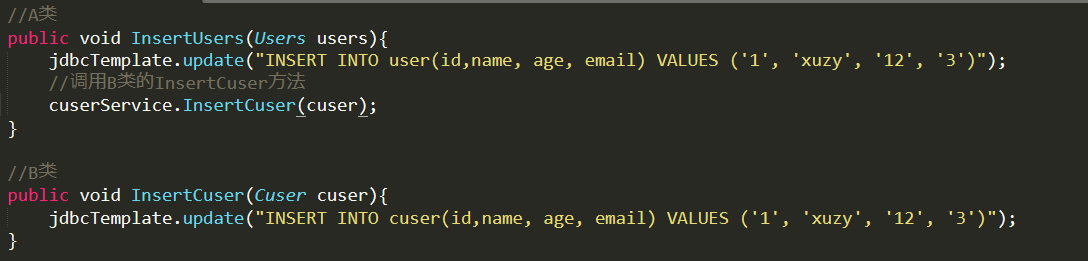 //A类
public void InsertUsers(Users users){
jdbcTemplate.update("INSERT INTO user(id,name, age, email) VALUES ('1', 'xuzy', '12', '3')");
//调用B类的InsertCuser方法
cuserService.InsertCuser(cuser);
}
//B类
public void InsertCuser(Cuser cuser){
jdbcTemplate.update("INSERT INTO cuser(id,name, age, email) VALUES ('1', 'xuzy', '12', '3')");
}